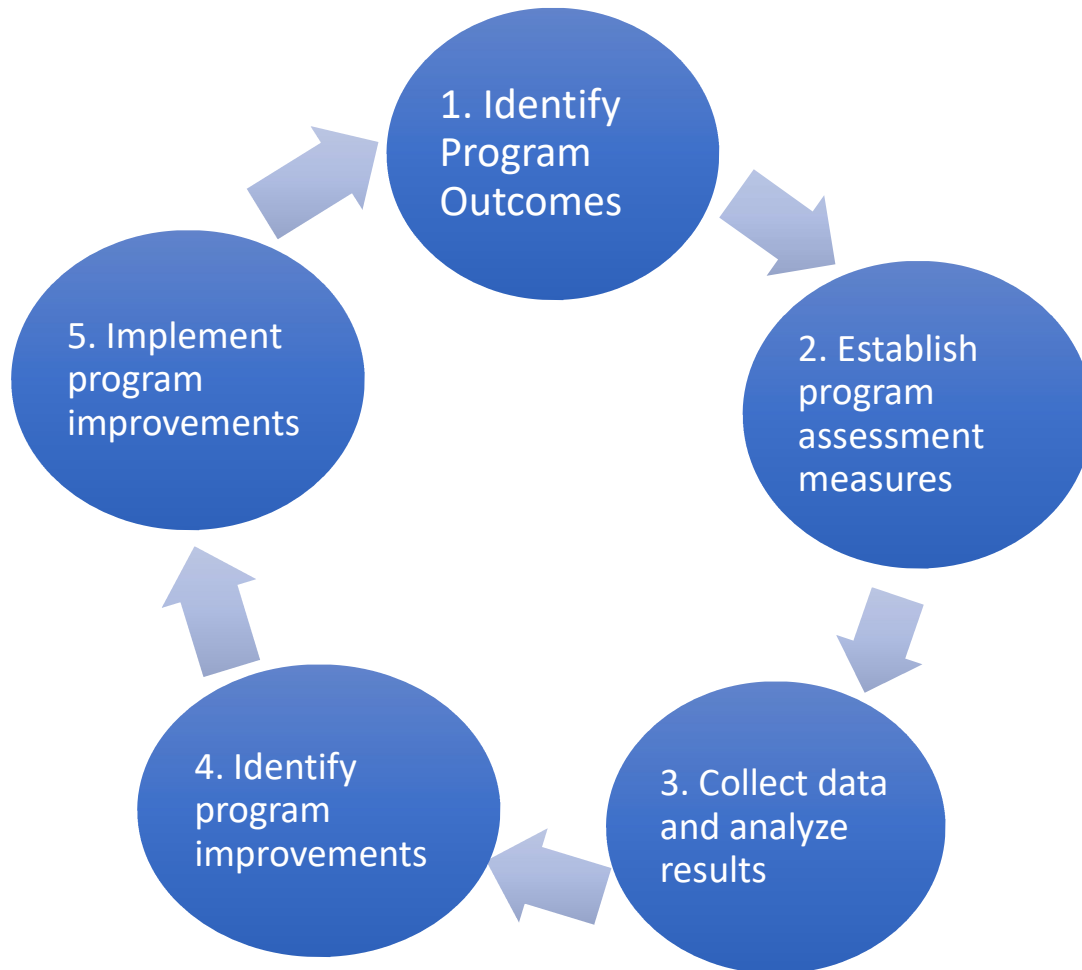 1. Identify
Program
Outcomes
2. Establish
program
assessment
measures
3. Collect data
and analyze
results
4. Identify
program
improvements
5. Implement
program
improvements